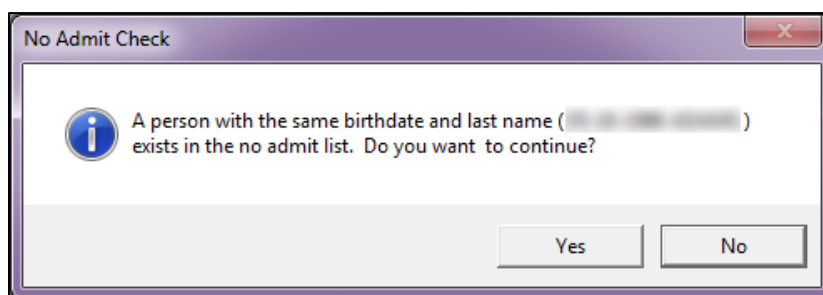 No Admit Check
A person with the same birthdate and last name ( )
exists in the no admit list. Do you want to continue?
Yes
No